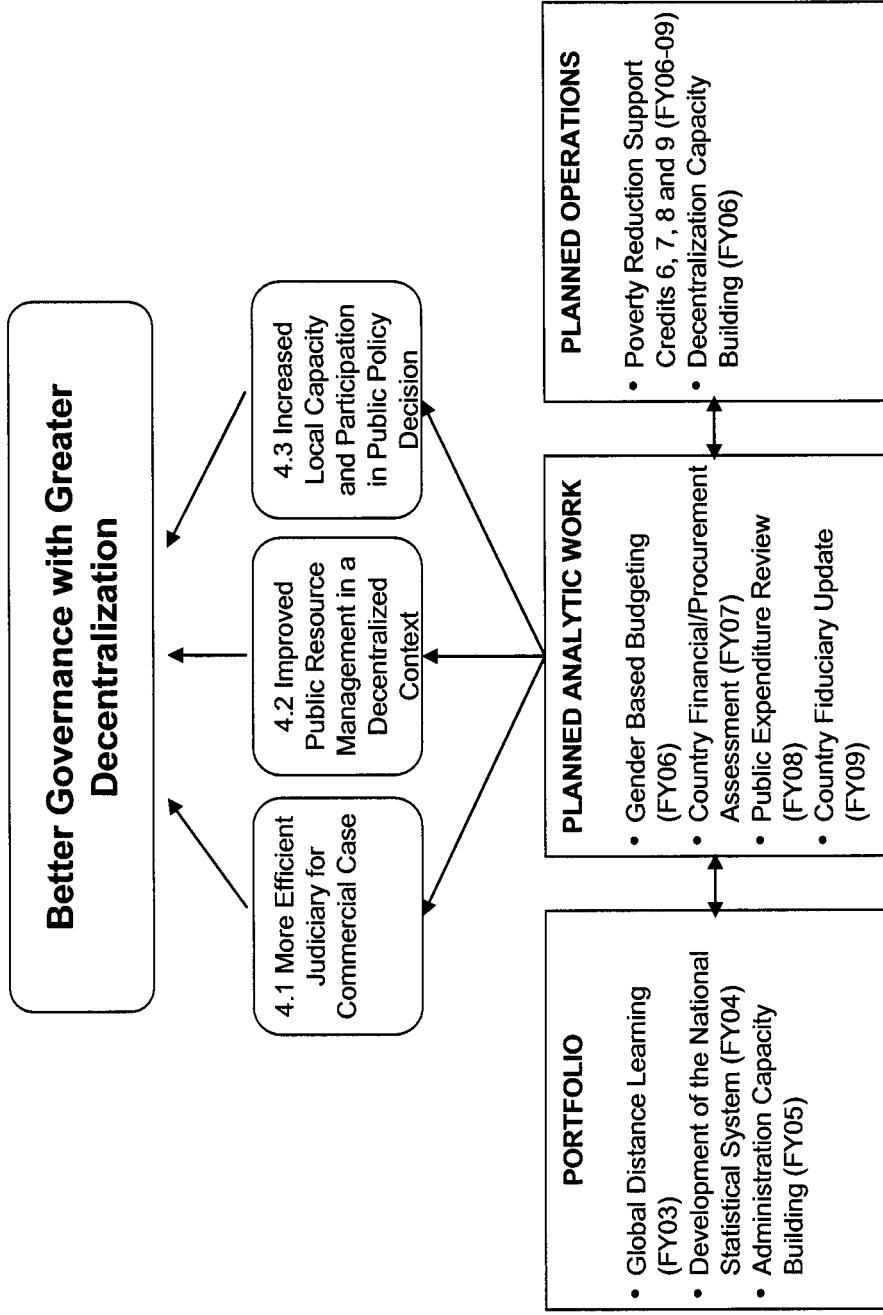 Better Governance with Greater
Decentralization
4.1 More Efficient
Judiciary for
Commercial Case
4.2 Improved
Public Resource
Management in a
Decentralized
Context
4.3 Increased
Local Capacity
and Participation
in Public Policy
Decision
PORTFOLIO
• Global Distance Learning
(FY03)
• Development of the National
Statistical System (FY04)
• Administration Capacity
Building (FY05)
PLANNED ANALYTIC WORK
• Gender Based Budgeting
(FY06)
• Country Financial/Procurement
Assessment (FY07)
• Public Expenditure Review
(FY08)
• Country Fiduciary Update
(FY09)
PLANNED OPERATIONS
• Poverty Reduction Support
Credits 6, 7, 8 and 9 (FY06-09)
• Decentralization Capacity
Building (FY06)